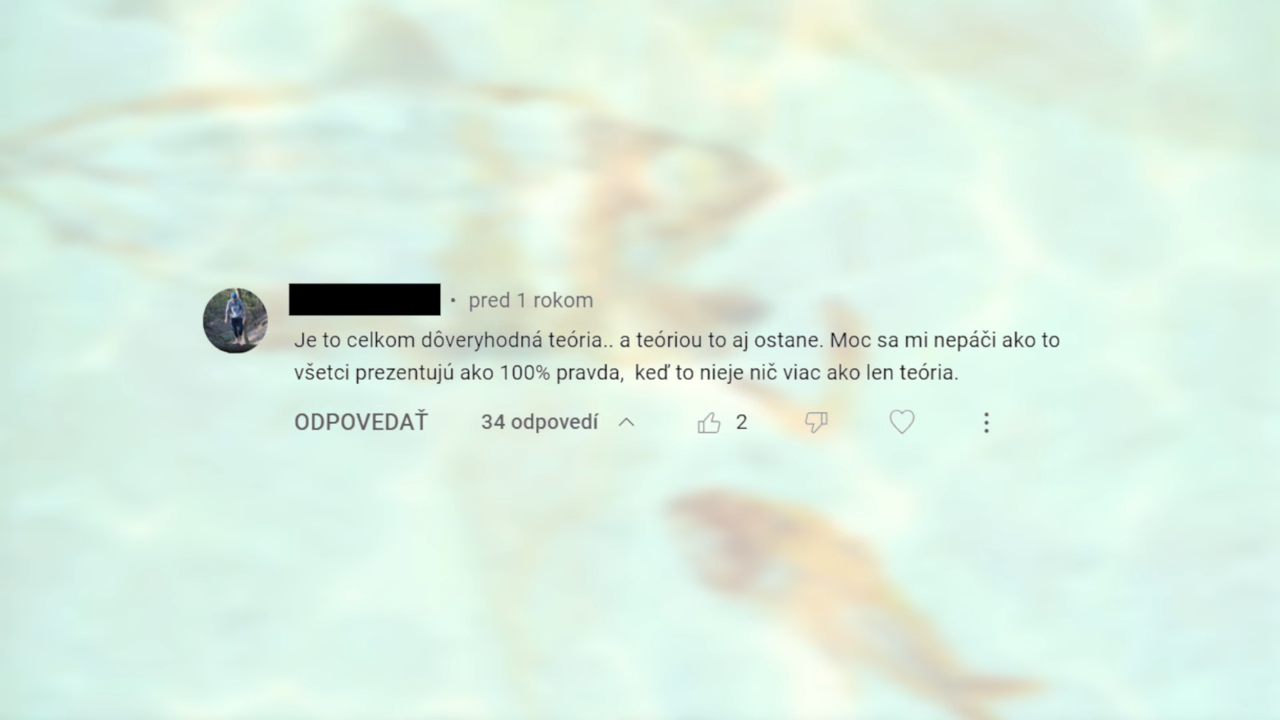 • pred 1 rokom
Je to celkom dôveryhodná teória.. a teóriou to aj ostane. Moc sa mi nepáči ako to
všetci prezentujú ako 100% pravda, keď to nieje nič viac ako len teória.
ODPOVEDAŤ 34 odpovedí 2